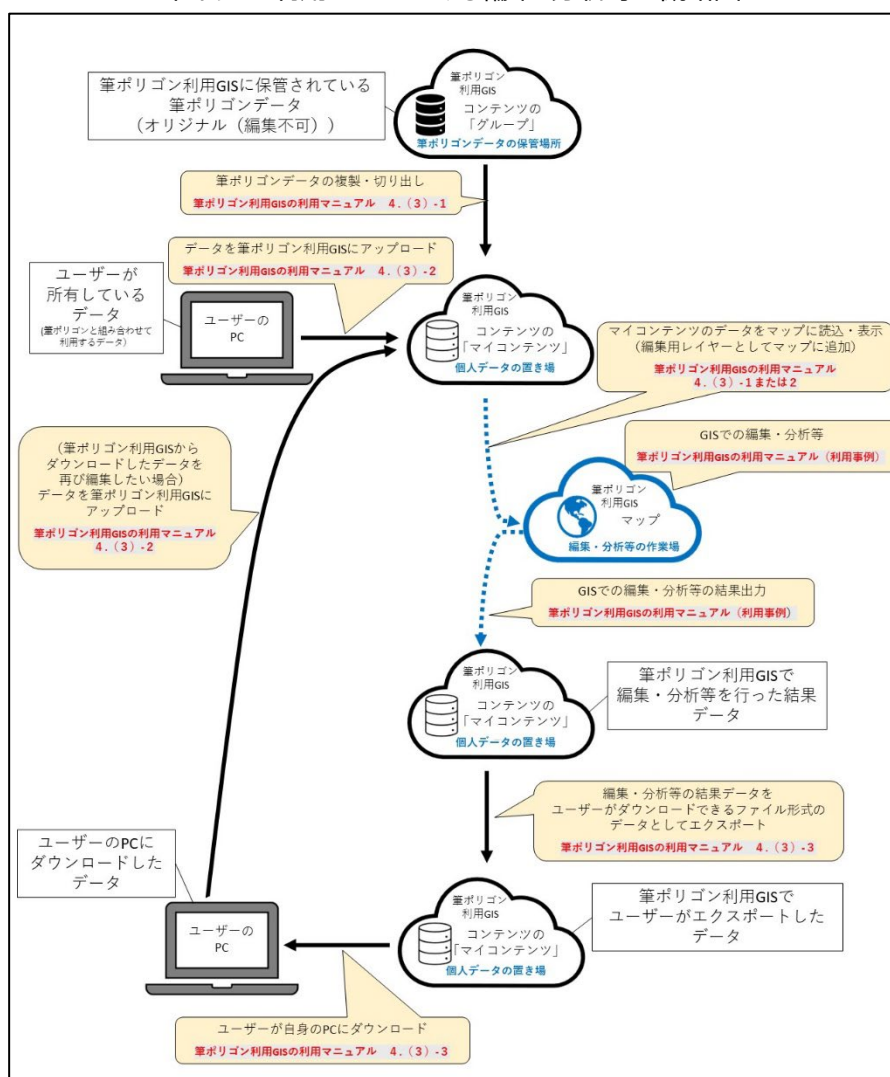 筆ポリゴン利用GISに保管されている
筆ポリゴンデータ
（オリジナル（編集不可））
筆ポリゴン
利用GIS
コンテンツの
「グループ」
筆ポリゴンデータの保管場所
筆ポリゴンデータの複製・切り出し
筆ポリゴン利用GISの利用マニュアル　4．（3）-1
データを筆ポリゴン利用GISにアップロード
筆ポリゴン利用GISの利用マニュアル　4．（3）-2
ユーザーが
所有している
データ
(筆ポリゴンと組み合わせて
利用するデータ)
ユーザーの
PC
筆ポリゴン
利用GIS
コンテンツの
「マイコンテンツ」
個人データの置き場
マイコンテンツのデータをマップに読込・表示
（編集用レイヤーとしてマップに追加）
筆ポリゴン利用GISの利用マニュアル
4．（3）-1または2
GISでの編集・分析等
筆ポリゴン利用GISの利用マニュアル（利用事例）
（筆ポリゴン利用GISから
ダウンロードしたデータを
再び編集したい場合）
データを筆ポリゴン利用GISに
アップロード
筆ポリゴン利用GISの利用マニュアル
4．（3）-2
筆ポリゴン
利用GIS
マップ
編集・分析等の作業場
GISでの編集・分析等の結果出力
筆ポリゴン利用GISの利用マニュアル（利用事例）
筆ポリゴン
利用GIS
コンテンツの
「マイコンテンツ」
個人データの置き場
筆ポリゴン利用GISで
編集・分析等を行った結果
データ
編集・分析等の結果データを
ユーザーがダウンロードできるファイル形式の
データとしてエクスポート
筆ポリゴン利用GISの利用マニュアル　4．（3）-3
ユーザーのPCに
ダウンロードした
データ
ユーザーの
PC
筆ポリゴン
利用GIS
コンテンツの
「マイコンテンツ」
個人データの置き場
筆ポリゴン利用GISで
ユーザーがエクスポートした
データ
ユーザーが自身のPCにダウンロード
筆ポリゴン利用GISの利用マニュアル　4．（3）-3